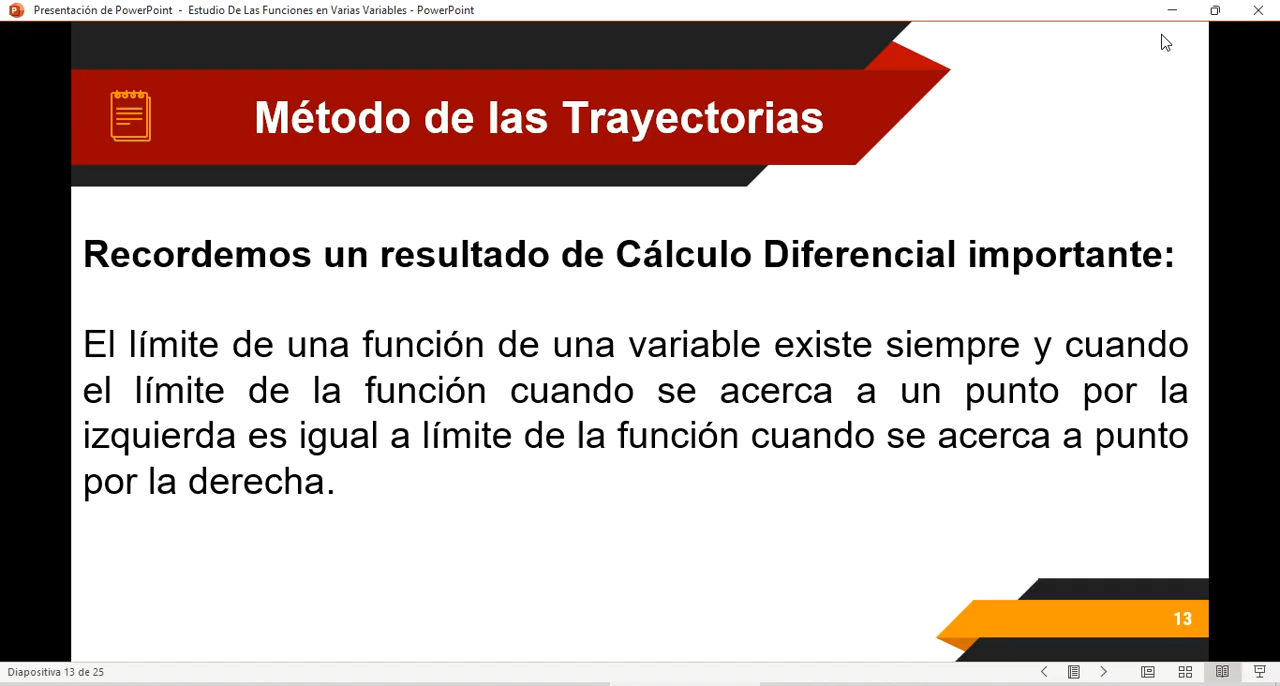 Presentación de PowerPoint - Estudio De Las Funciones en Varias Variables - PowerPoint
Método de las Trayectorias
Recordemos un resultado de Cálculo Diferencial importante:
El límite de una función de una variable existe siempre y cuando
el límite de la función cuando se acerca a un punto por la
izquierda es igual a límite de la función cuando se acerca a punto
por la derecha.
13
Diapositiva 13 de 25